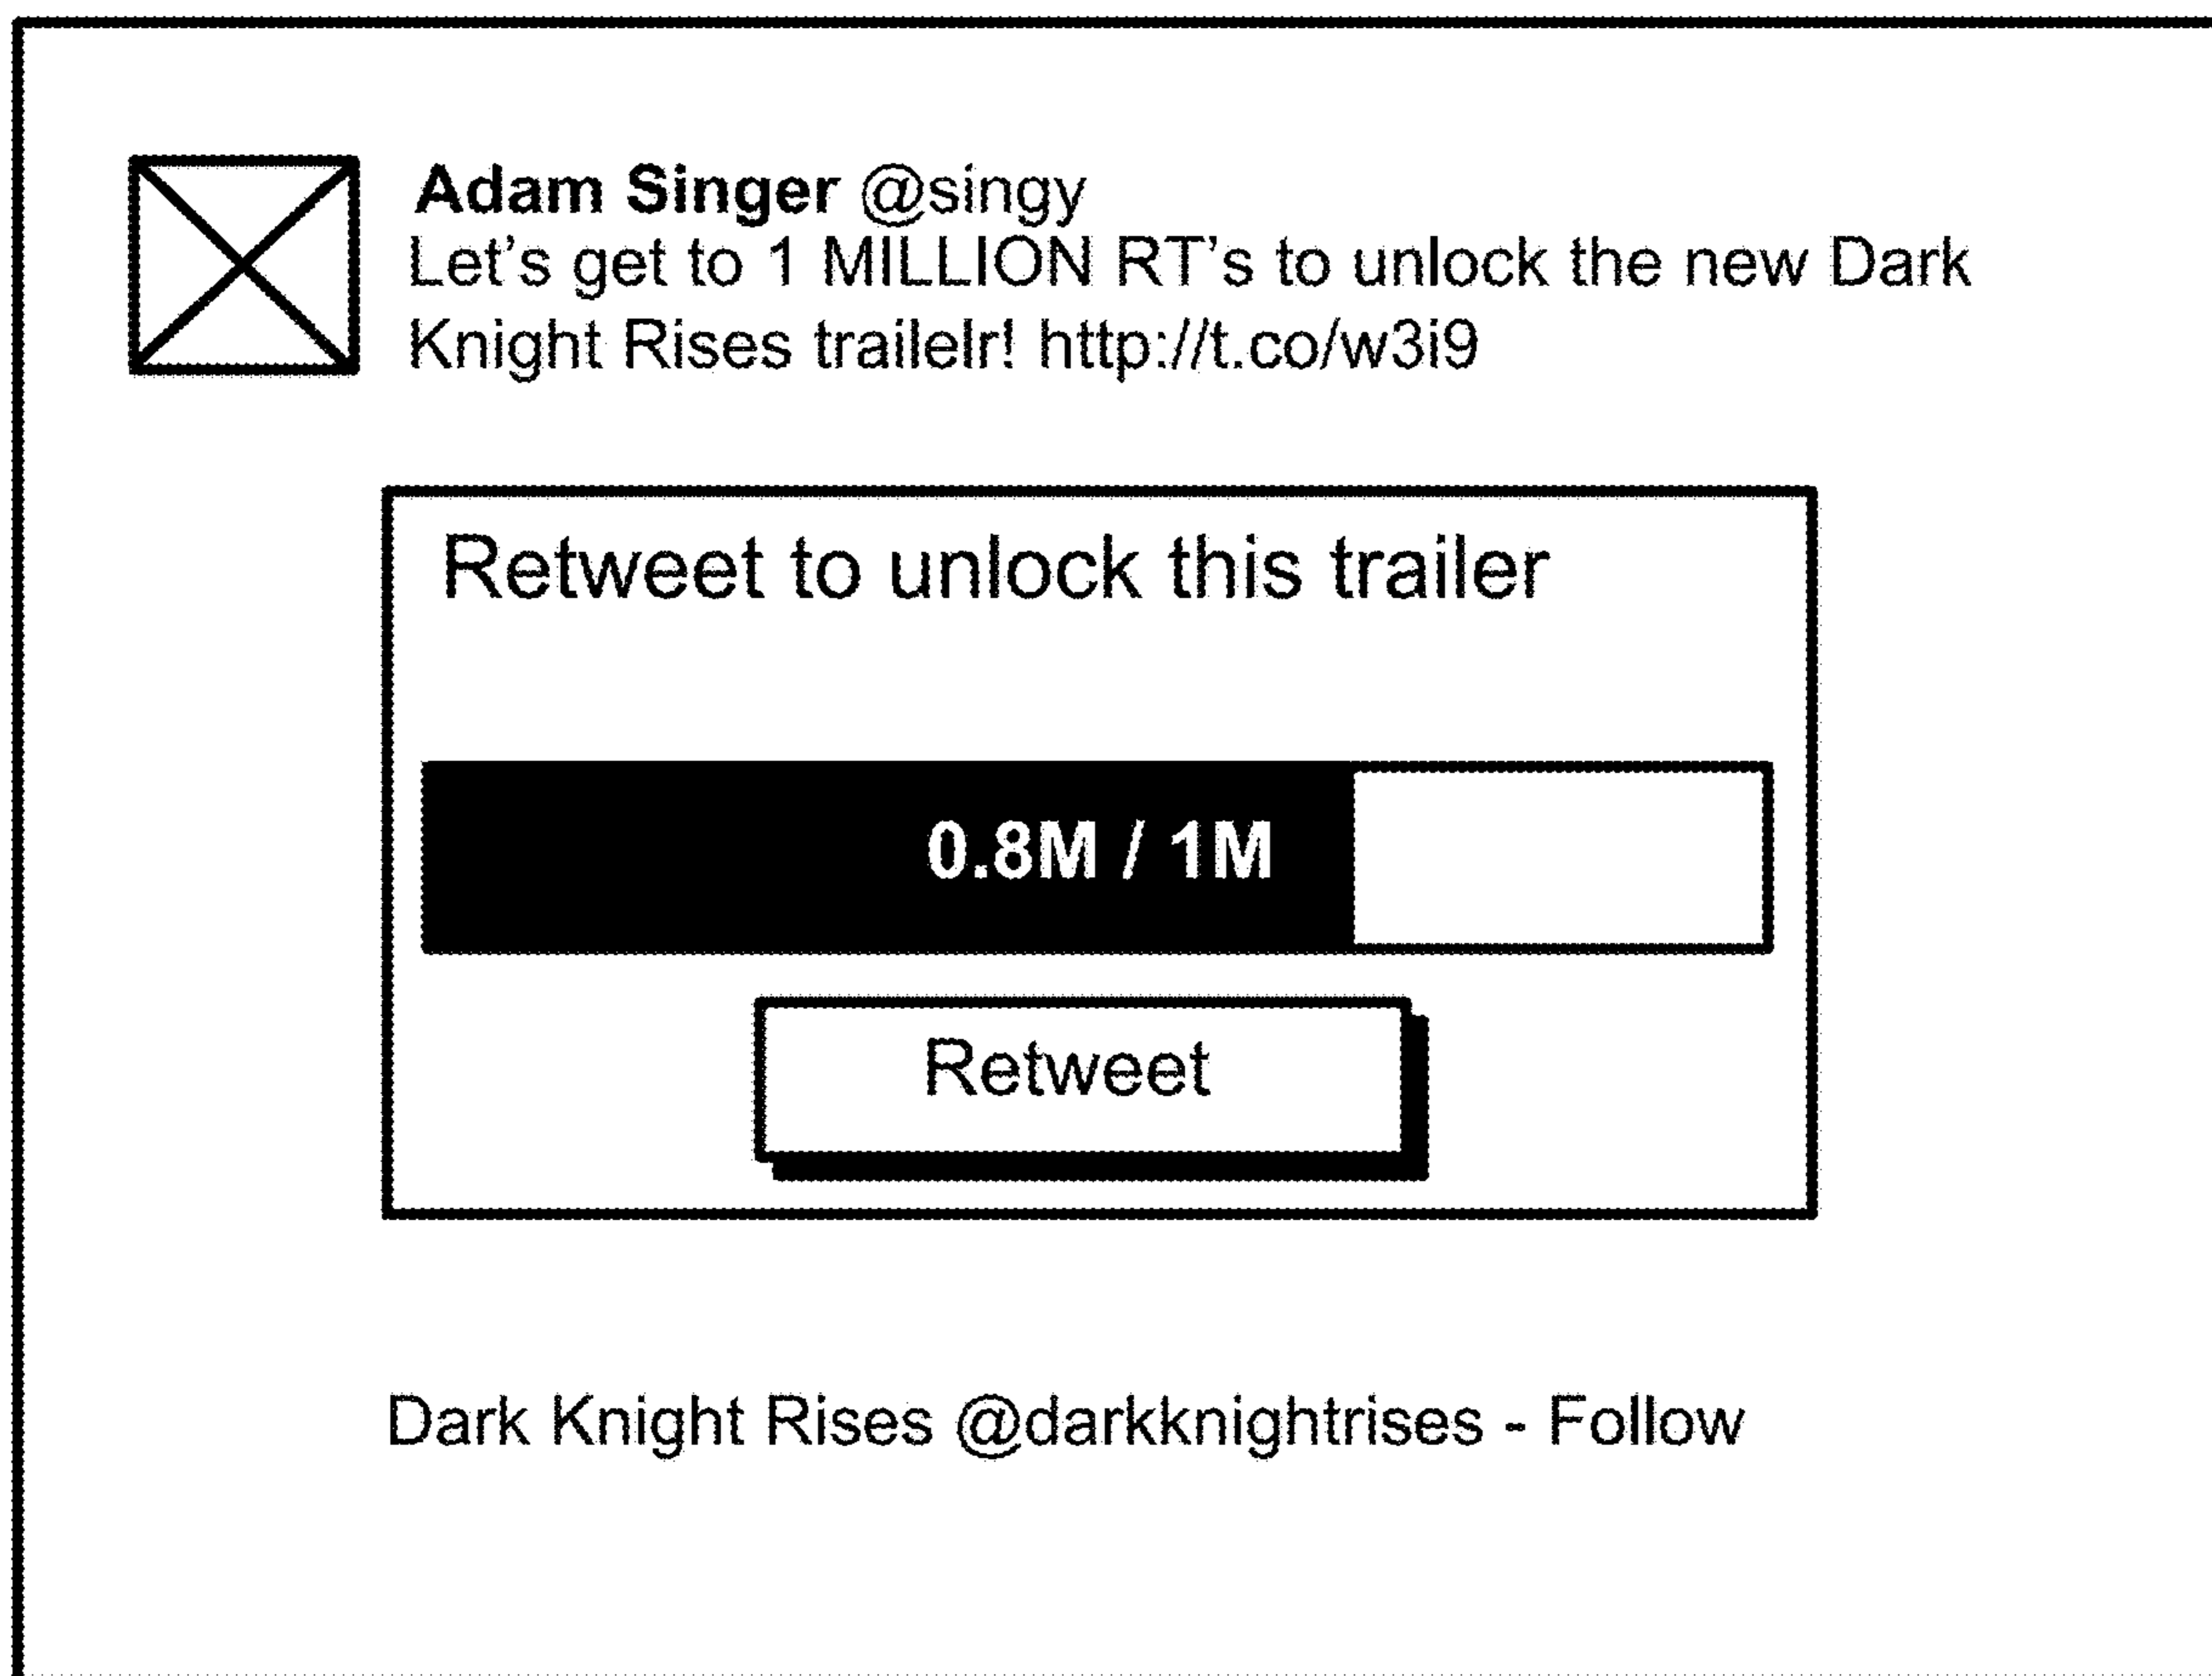 Adam Singer @singy
Let's get to 1 MILLION RT's to unlock the new Dark
Knight Rises trailelr! http://t.co/w3i9
Retweet to unlock this trailer
0.8M / 1M
Retweet
Dark Knight Rises @darkknightrises - Follow